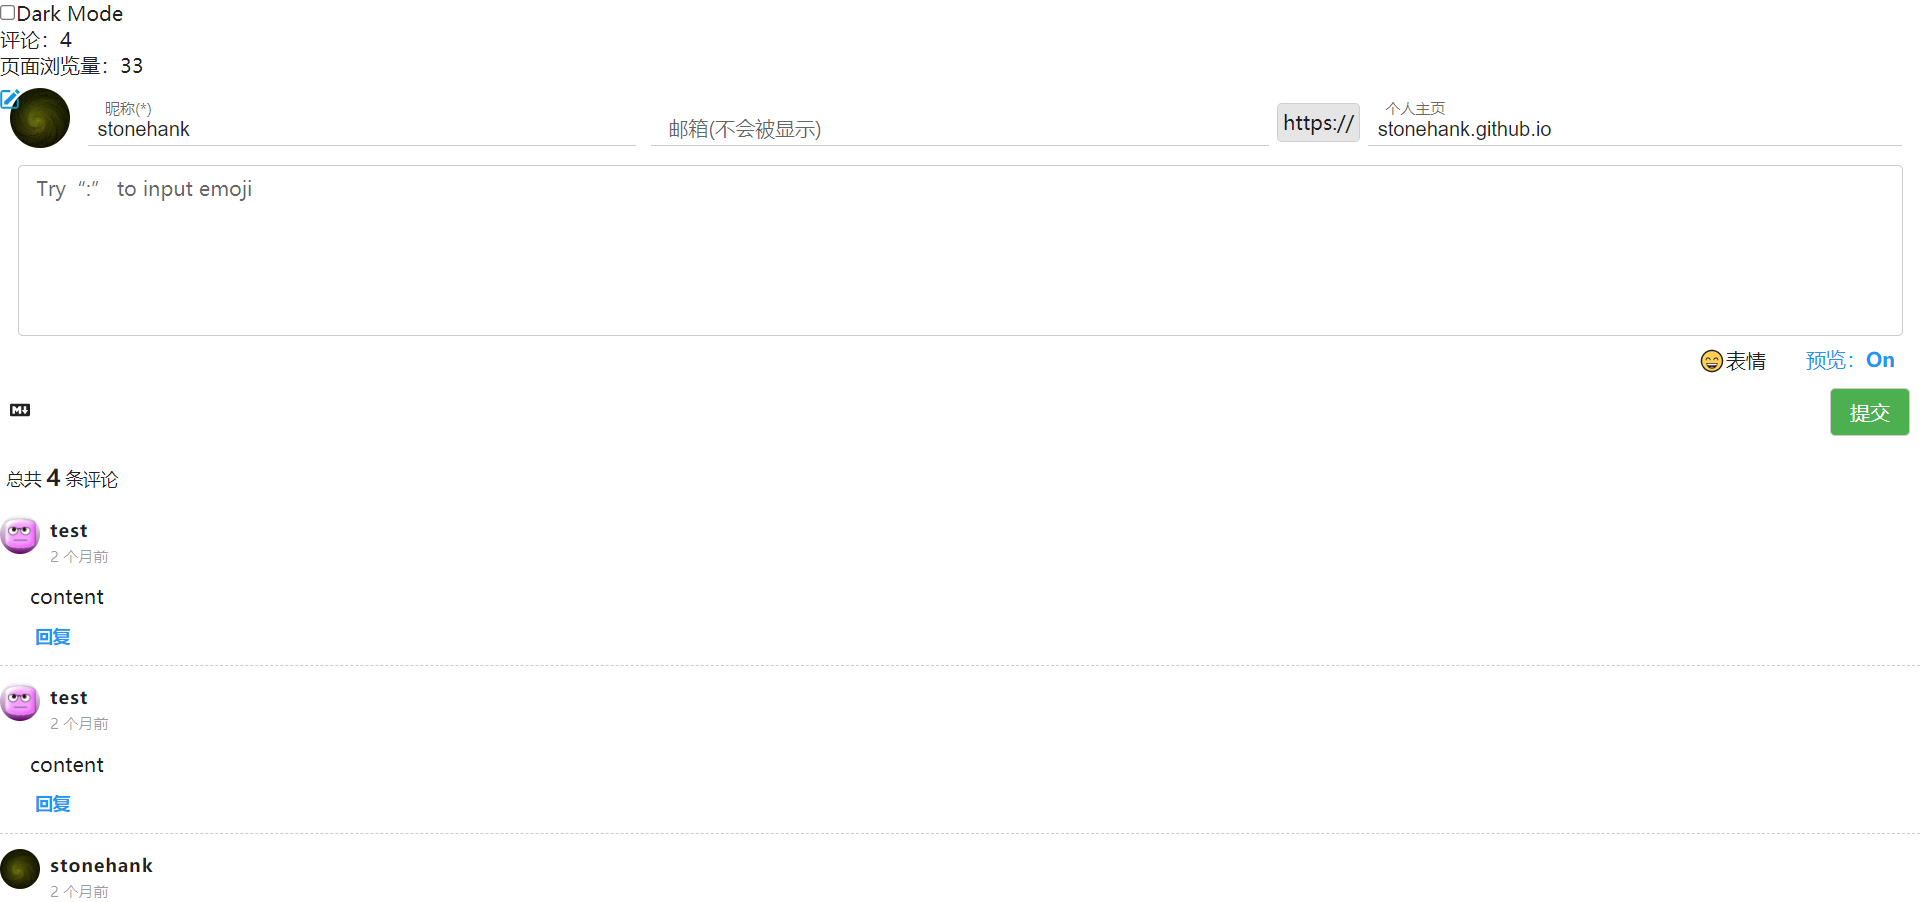 Dark Mode
评论：4
页面浏览量：33
昵称(*)
stonehank
邮箱(不会被显示)
https://
个人主页
stonehank.github.io
Try “:” to input emoji
表情
预览：On
M
提交
总共 4 条评论
test
2 个月前
content
回复
test
2 个月前
content
回复
stonehank
2 个月前